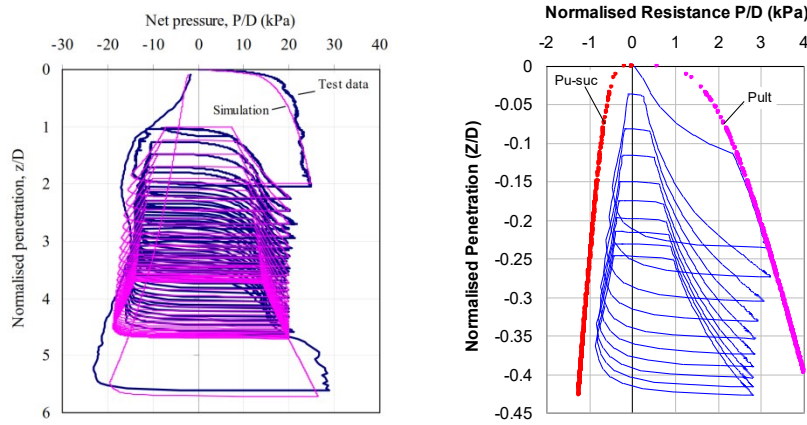 Net pressure, P/D (kPa)
-40 -30 -20 -10 0 10 20 30 40
Normalised penetration, z/D
0
1
2
3
4
5
6
Test data
Simulation
Normalised Resistance P/D (kPa)
-2 -1 0 1 2 3 4
Normalised Penetration (Z/D)
0
-0.05
-0.1
-0.15
-0.2
-0.25
-0.3
-0.35
-0.4
-0.45
Pu-suc
Pult